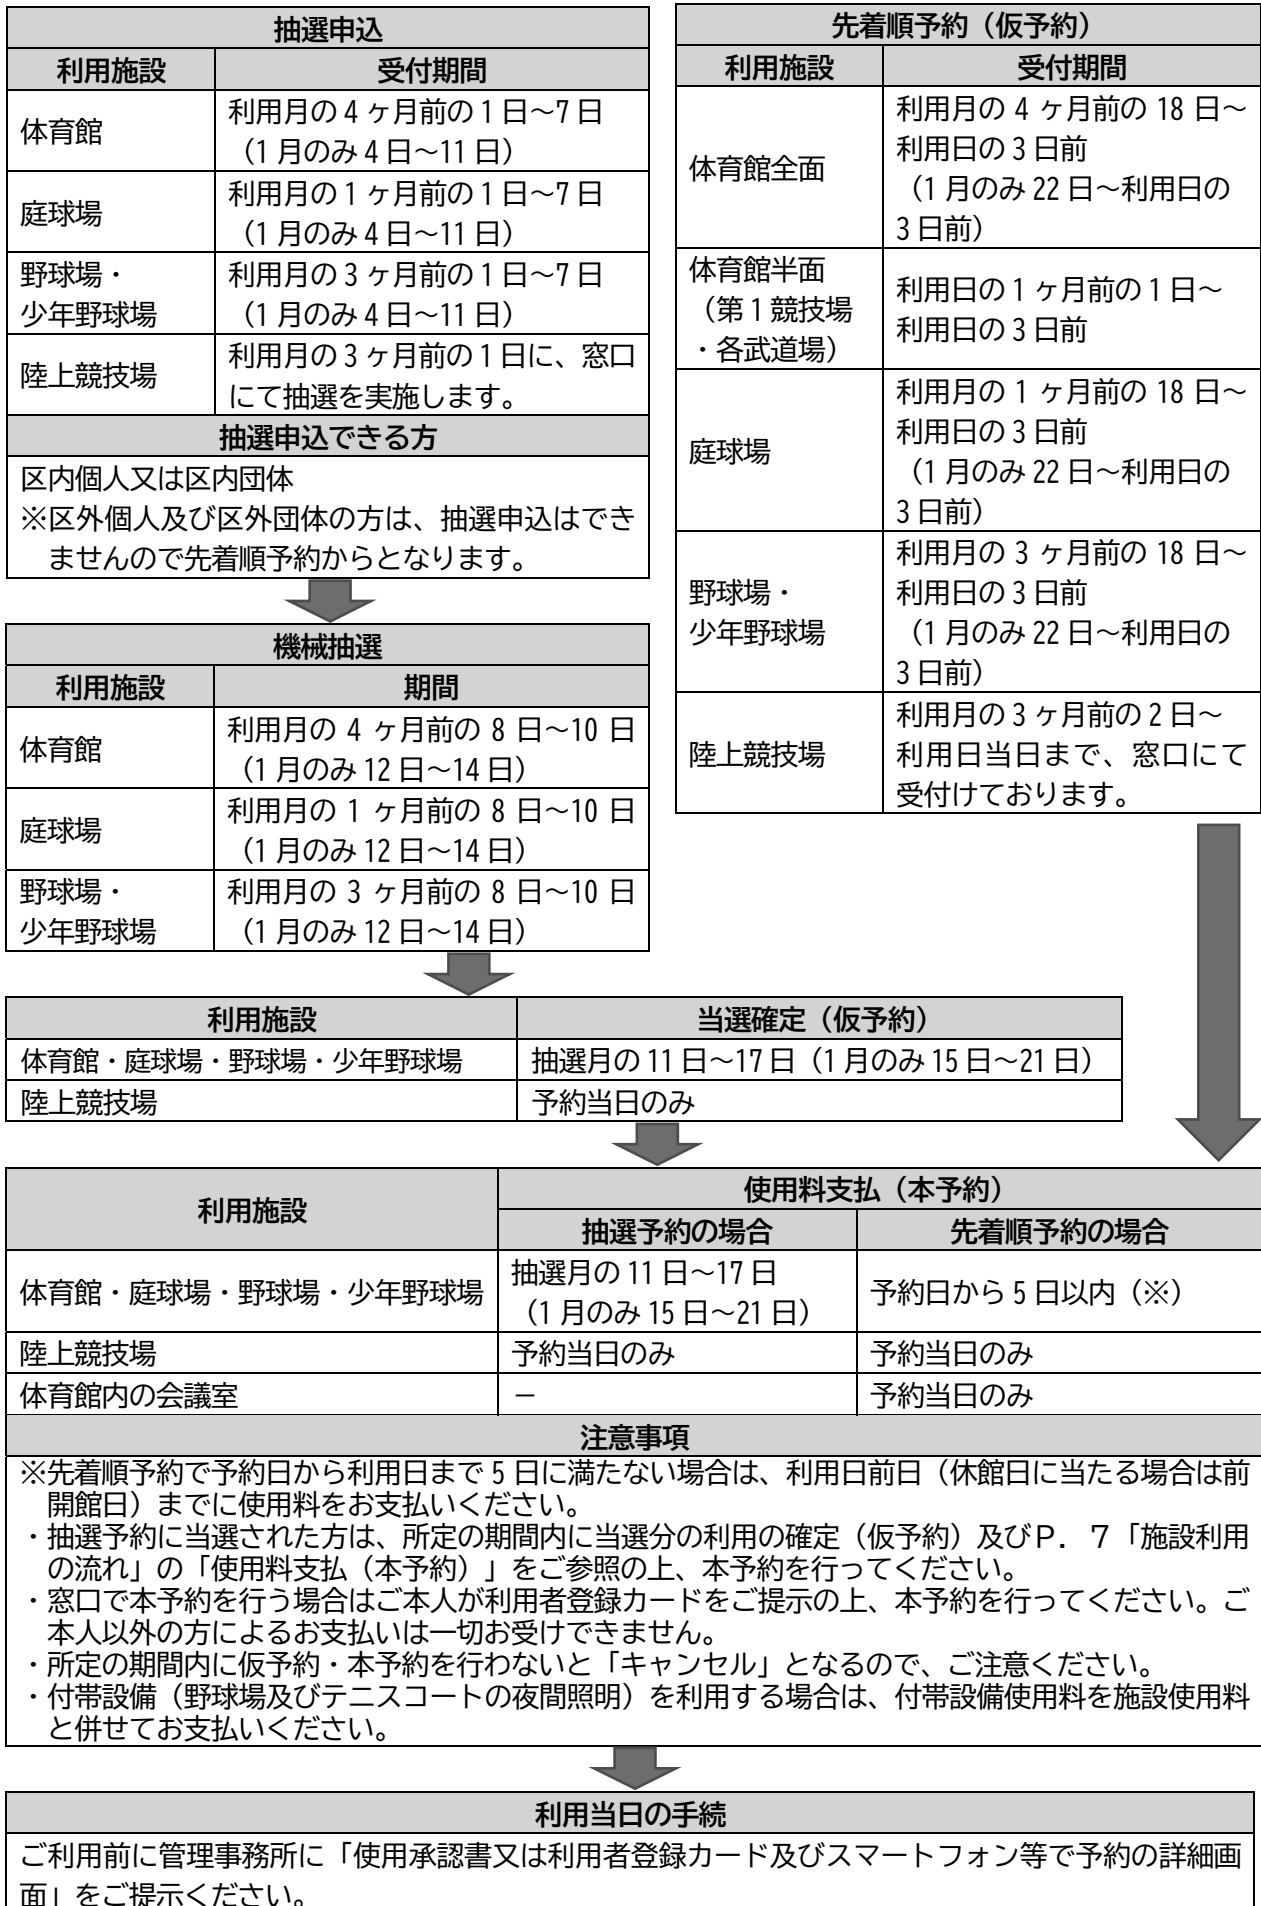 抽選申込
利用施設 受付期間
体育館
利用月の4ヶ月前の1日～7日
（1月のみ4日～11日）
庭球場
利用月の1ヶ月前の1日～7日
（1月のみ4日～11日）
野球場・
少年野球場
利用月の3ヶ月前の1日～7日
（1月のみ4日～11日）
陸上競技場
利用月の3ヶ月前の1日に、窓口
にて抽選を実施します。
抽選申込できる方
区内個人又は区内団体
※区外個人及び区外団体の方は、抽選申込はでき
ませんので先着順予約からとなります。
機械抽選
利用施設 期間
体育館
利用月の 4 ヶ月前の 8 日～10 日
（1月のみ12日～14日）
庭球場
利用月の 1 ヶ月前の 8 日～10 日
（1月のみ12日～14日）
野球場・
少年野球場
利用月の 3 ヶ月前の 8 日～10 日
（1月のみ12日～14日）
先着順予約（仮予約）
利用施設 受付期間
体育館全面
利用月の 4 ヶ月前の 18 日～
利用日の3日前
（1月のみ22日～利用日の
3日前）
体育館半面
（第1競技場
・各武道場）
利用日の1ヶ月前の1日～
利用日の3日前
庭球場
利用月の 1 ヶ月前の 18 日～
利用日の3日前
（1月のみ22日～利用日の
3日前）
野球場・
少年野球場
利用月の 3 ヶ月前の 18 日～
利用日の3日前
（1月のみ22日～利用日の
3日前）
陸上競技場
利用月の3ヶ月前の2日～
利用日当日まで、窓口にて
受付けております。
利用施設 当選確定（仮予約）
体育館・庭球場・野球場・少年野球場 抽選月の11日～17日（1月のみ15日～21日）
陸上競技場 予約当日のみ
利用施設
使用料支払（本予約）
抽選予約の場合 先着順予約の場合
体育館・庭球場・野球場・少年野球場
抽選月の11日～17日
（1月のみ15日～21日）
予約日から5日以内（※）
陸上競技場 予約当日のみ 予約当日のみ
体育館内の会議室 － 予約当日のみ
注意事項
※先着順予約で予約日から利用日まで5日に満たない場合は、利用日前日（休館日に当たる場合は前
開館日）までに使用料をお支払いください。
・抽選予約に当選された方は、所定の期間内に当選分の利用の確定（仮予約）及びＰ．７「施設利用
の流れ」の「使用料支払（本予約）」をご参照の上、本予約を行ってください。
・窓口で本予約を行う場合はご本人が利用者登録カードをご提示の上、本予約を行ってください。ご
本人以外の方によるお支払いは一切お受けできません。
・所定の期間内に仮予約・本予約を行わないと「キャンセル」となるので、ご注意ください。
・付帯設備（野球場及びテニスコートの夜間照明）を利用する場合は、付帯設備使用料を施設使用料
と併せてお支払いください。
利用当日の手続
ご利用前に管理事務所に「使用承認書又は利用者登録カード及びスマートフォン等で予約の詳細画
面」をご提示ください。